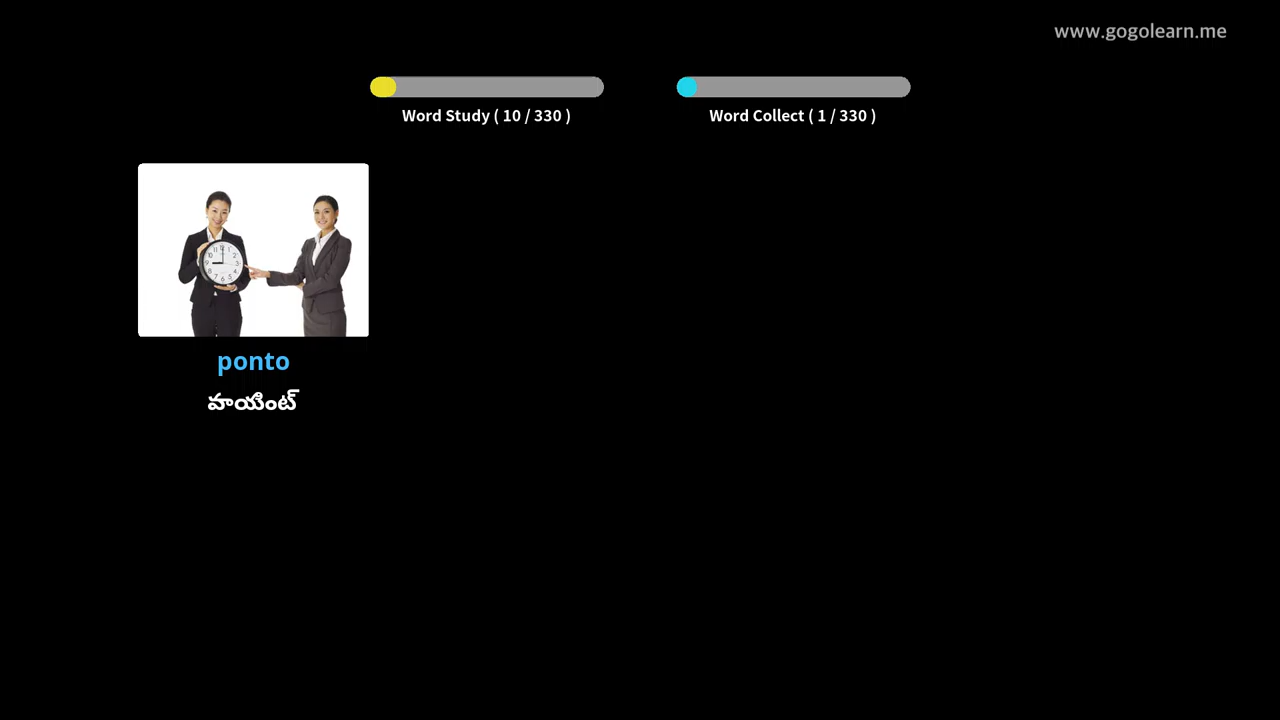 www.gogolearn.me
Word Study ( 10 / 330 )
Word Collect ( 1 / 330 )
ponto
పాయింట్